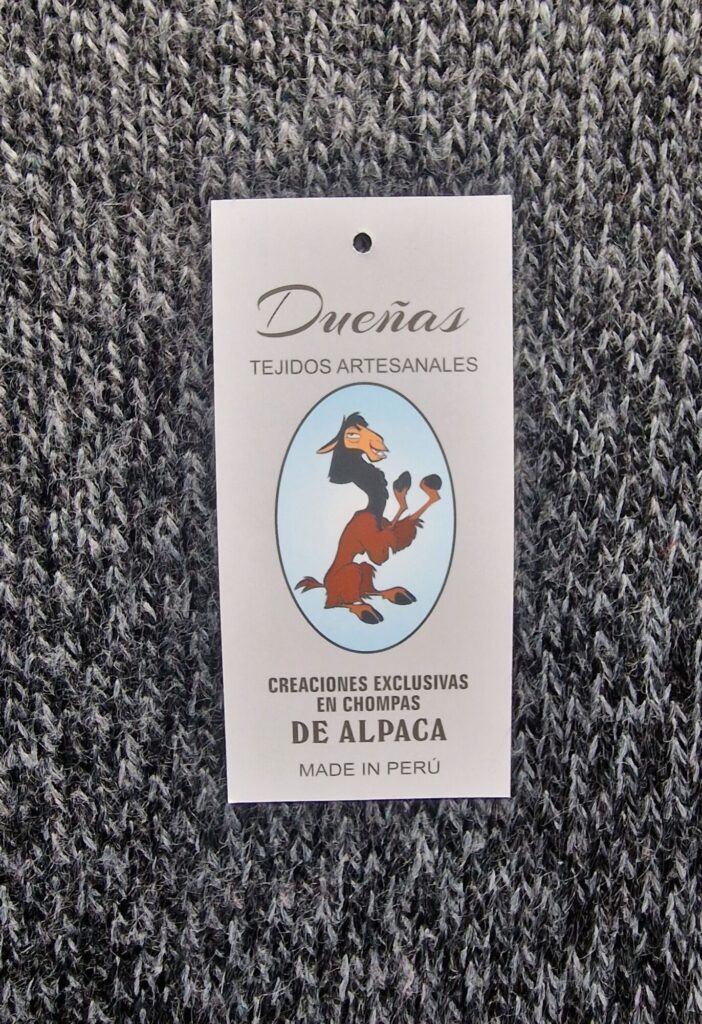 Dueñas
TEJIDOS ARTESANALES
CREACIONES EXCLUSIVAS
EN CHOMPAS
DE ALPACA
MADE IN PERÚ